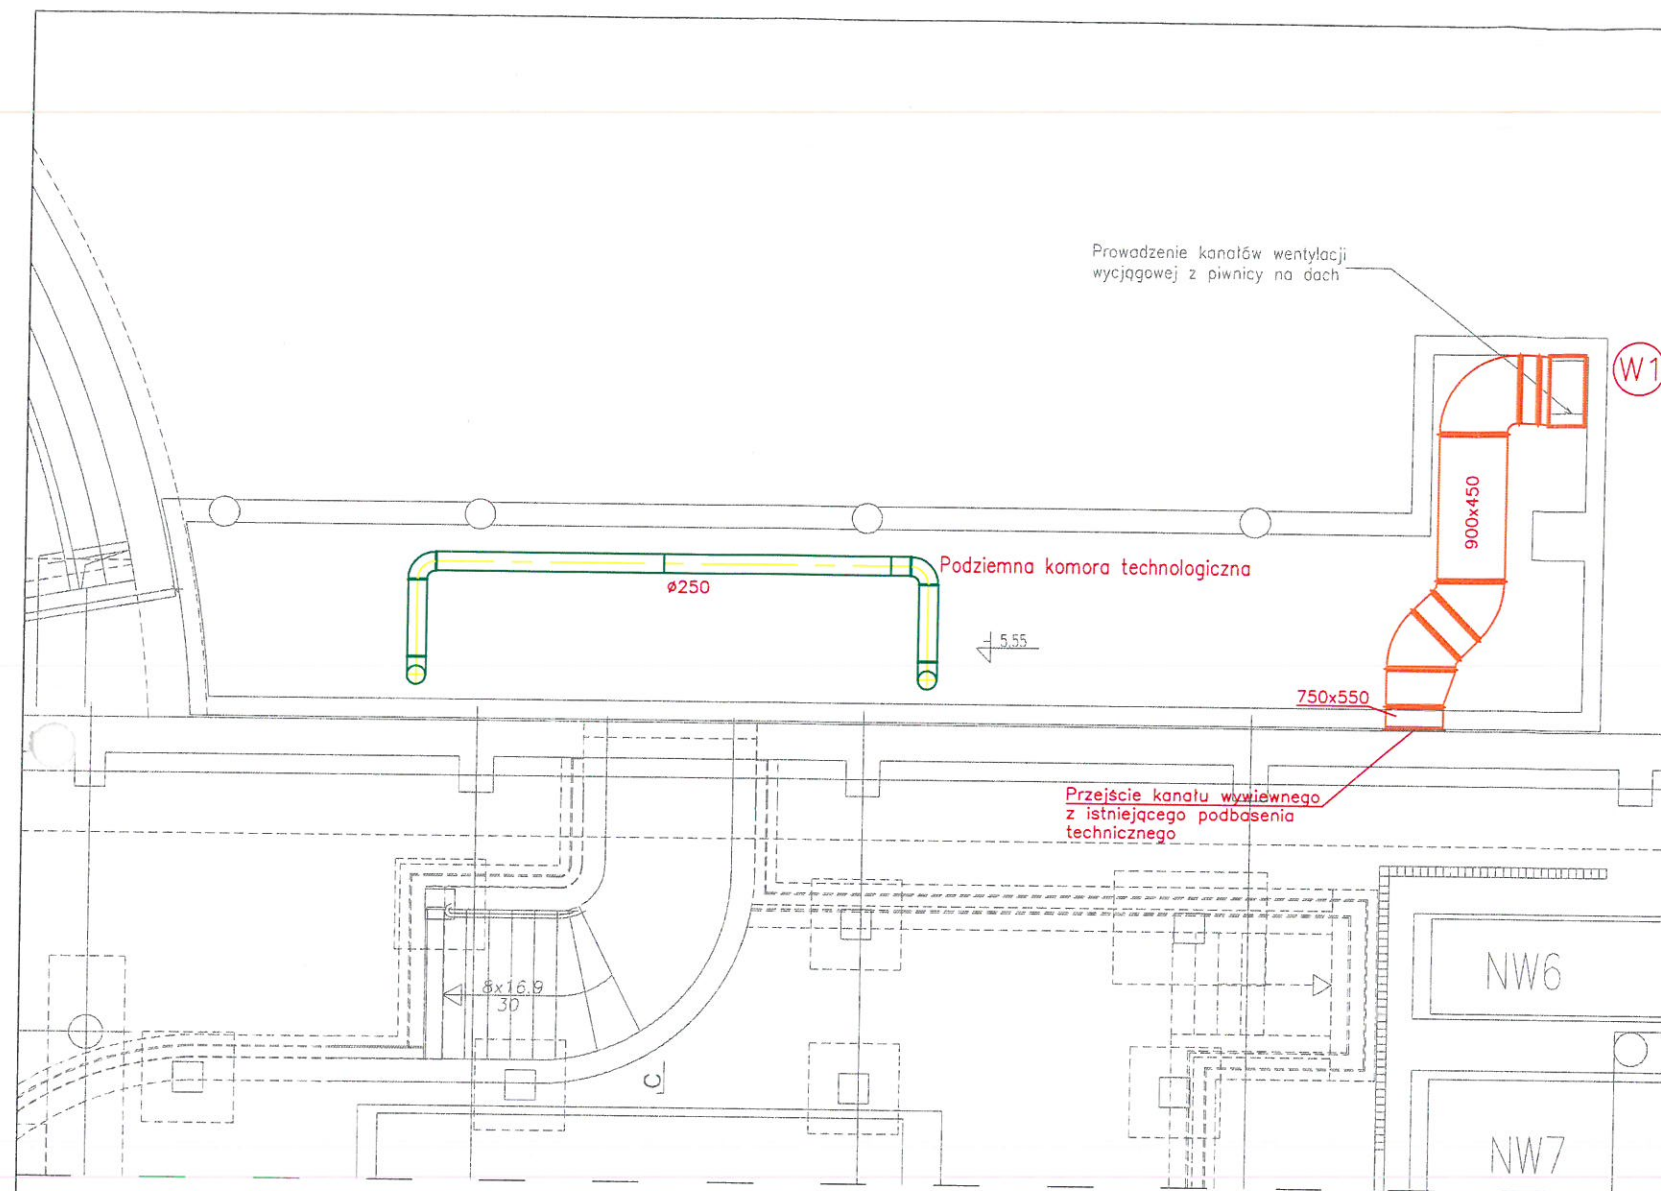 Prowadzenie kanałów wentylacji
wyciągowej z piwnicy na dach
W1
900x450
Podziemna komora technologiczna
ø250
5.55
750x550
Przejście kanału wywiewnego
z istniejącego podbasenia
technicznego
8x16.9
30
NW6
C
NW7